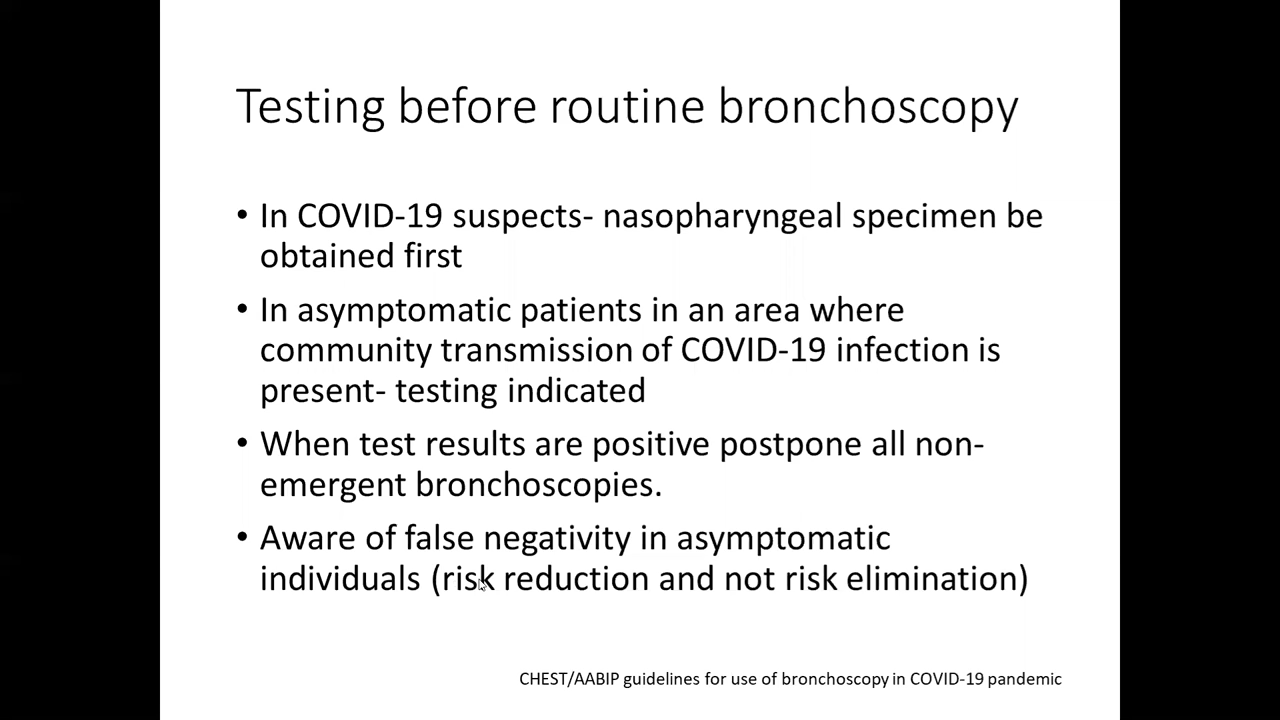 Testing before routine bronchoscopy
• In COVID-19 suspects- nasopharyngeal specimen be
obtained first
• In asymptomatic patients in an area where
community transmission of COVID-19 infection is
present- testing indicated
• When test results are positive postpone all non-
emergent bronchoscopies.
• Aware of false negativity in asymptomatic
individuals (risk reduction and not risk elimination)
CHEST/AABIP guidelines for use of bronchoscopy in COVID-19 pandemic